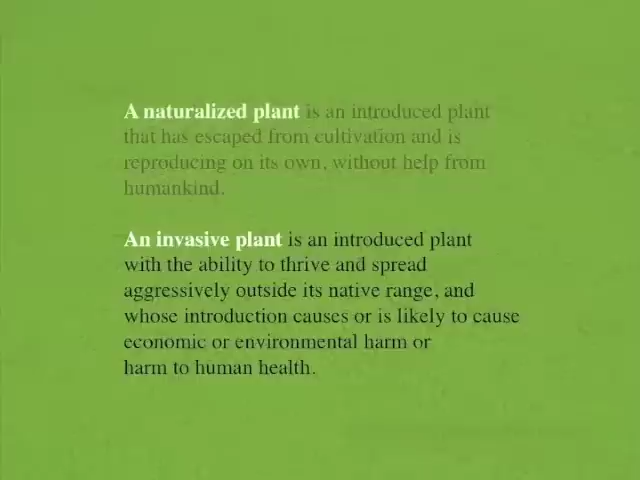 A naturalized plant is an introduced plant
that has escaped from cultivation and is
reproducing on its own, without help from
humankind.
An invasive plant is an introduced plant
with the ability to thrive and spread
aggressively outside its native range, and
whose introduction causes or is likely to cause
economic or environmental harm or
harm to human health.